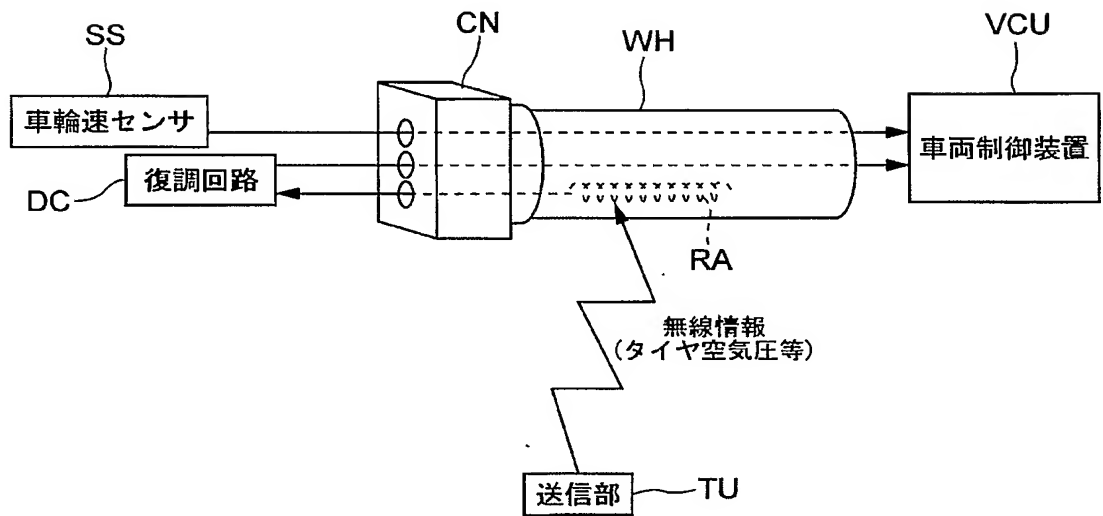 SS
CN
WH
VCU
車輪速センサ
復調回路
DC
車両制御装置
RA
無線情報
(タイヤ空気圧等)
送信部
TU